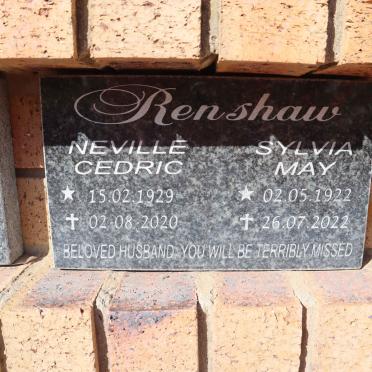 Renshaw
NEVILLE CEDRIC
★ 15.02.1929
✝ 02-08-2020
SYLVIA MAY
★ 02.05.1922
✝ 26.07.2022
BELOVED HUSBAND, YOU WILL BE TERRIBLY MISSED